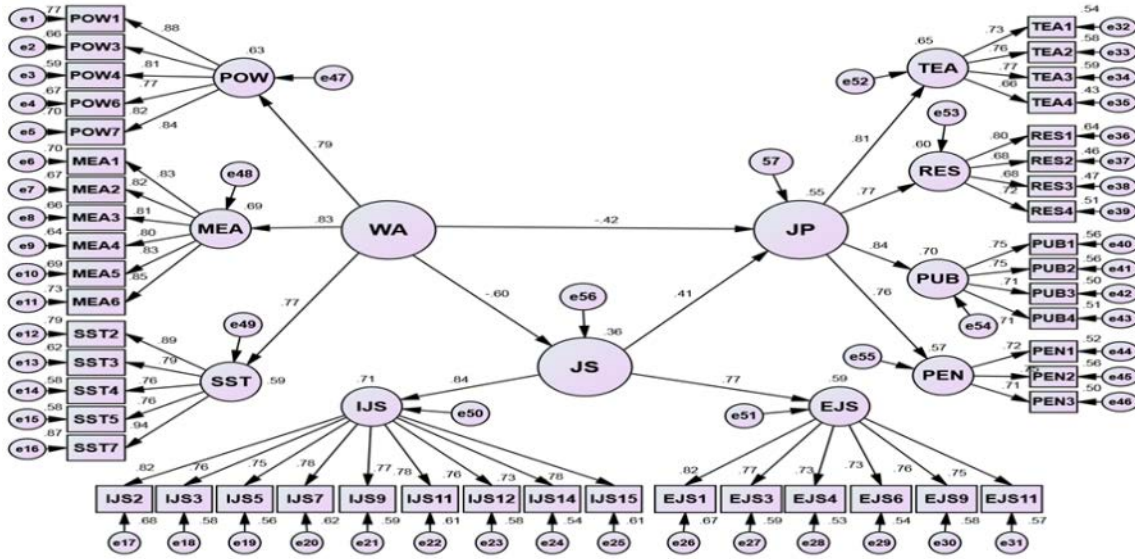 e1 .77 POW1
e2 .66 POW3
e3 .59 POW4
e4 .67 POW6
e5 .70 POW7
.88
.81
.77
.82
.84
.63
POW
e47
.79
e6 .70 MEA1
e7 .67 MEA2
e8 .66 MEA3
e9 .64 MEA4
e10 .69 MEA5
e11 .73 MEA6
.83
.82
.81
.80
.83
.85
e48
.69
MEA
.83
WA
.77
e12 .79 SST2
e13 .62 SST3
e14 .58 SST4
e15 .58 SST5
e16 .87 SST7
.89
.79
.76
.76
.94
e49
SST
.59
-.42
-.60
.41
e56
.36
JS
57
.55
JP
.81
.77
.84
.76
.65
TEA
e52
.73
.76
.77
.66
TEA1 .54 e32
TEA2 .58 e33
TEA3 .59 e34
TEA4 .43 e35
e53
.60
RES
.80
.68
.68
.72
RES1 .64 e36
RES2 .46 e37
RES3 .47 e38
RES4 .51 e39
.70
PUB
e54
.75
.75
.71
.71
PUB1 .56 e40
PUB2 .56 e41
PUB3 .50 e42
PUB4 .51 e43
e55
.57
PEN
.72
.71
PEN1 .52 e44
PEN2 .56 e45
PEN3 .50 e46
.84
.71
IJS
e50
.77
.59
EJS
e51
.82 .76 .75 .78 .77 .78 .76 .73 .78
IJS2 IJS3 IJS5 IJS7 IJS9 IJS11 IJS12 IJS14 IJS15
.68 .58 .56 .62 .59 .61 .58 .54 .61
e17 e18 e19 e20 e21 e22 e23 e24 e25
.82 .77 .73 .73 .76 .75
EJS1 EJS3 EJS4 EJS6 EJS9 EJS11
.67 .59 .53 .54 .58 .57
e26 e27 e28 e29 e30 e31